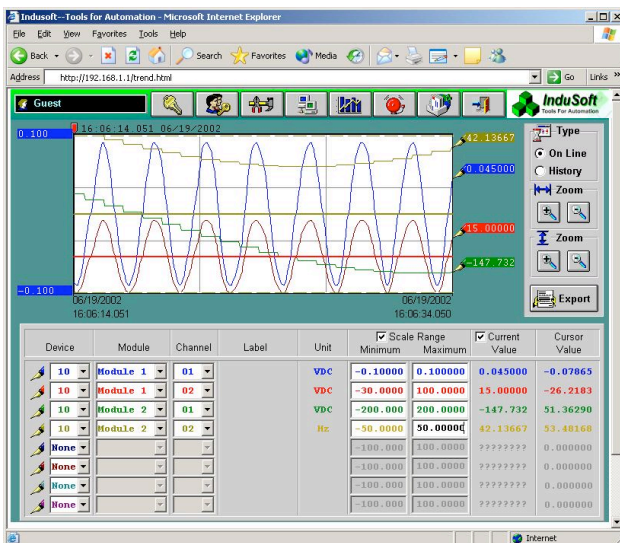 Indusoft--Tools for Automation - Microsoft Internet Explorer
File Edit View Favorites Tools Help
Back Search Favorites Media
Address http://192.168.1.1/trend.html Go Links »
Guest InduSoft
Tools For Automation
0.100 16:06:14.051 06/19/2002 42.13667
Type
On Line
0.045000
History
Zoom
15.00000
Zoom
-147.732
-0.100
06/19/2002 06/19/2002
16:06:14.051 16:06:34.050
Export
Scale Range Current Cursor
Device Module Channel Label Unit Minimum Maximum Value Value
10 Module 1 01 VDC -0.10000 0.100000 0.045000 -0.07865
10 Module 1 02 VDC -30.0000 100.0000 15.00000 -26.2183
10 Module 2 01 VDC -200.000 200.0000 -147.732 51.36290
10 Module 2 02 Hz -50.0000 50.00000 42.13667 53.48168
None -100.000 100.0000 ???????? 0.000000
None -100.000 100.0000 ???????? 0.000000
None -100.000 100.0000 ???????? 0.000000
None -100.000 100.0000 ???????? 0.000000
Internet